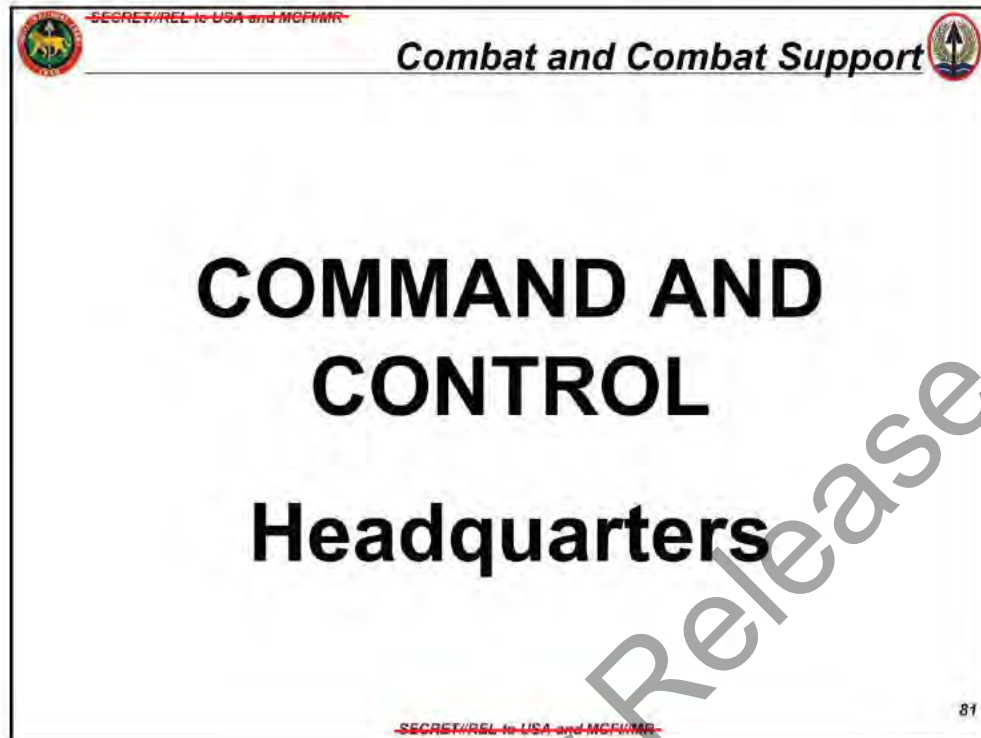 SECRET//REL to USA and MCFI//MR
Combat and Combat Support
COMMAND AND
CONTROL
Headquarters
Release
81
SECRET//REL to USA and MCFI//MR